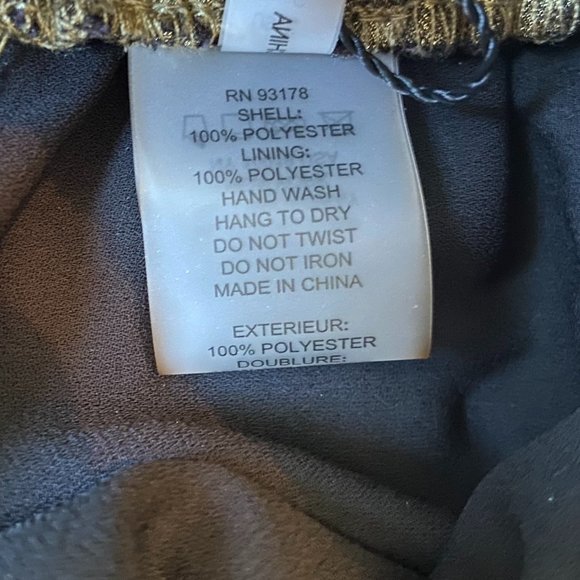 RN 93178
SHELL:
100% POLYESTER
LINING:
100% POLYESTER
HAND WASH
HANG TO DRY
DO NOT TWIST
DO NOT IRON
MADE IN CHINA
EXTERIEUR:
100% POLYESTER
DOUBLURE: